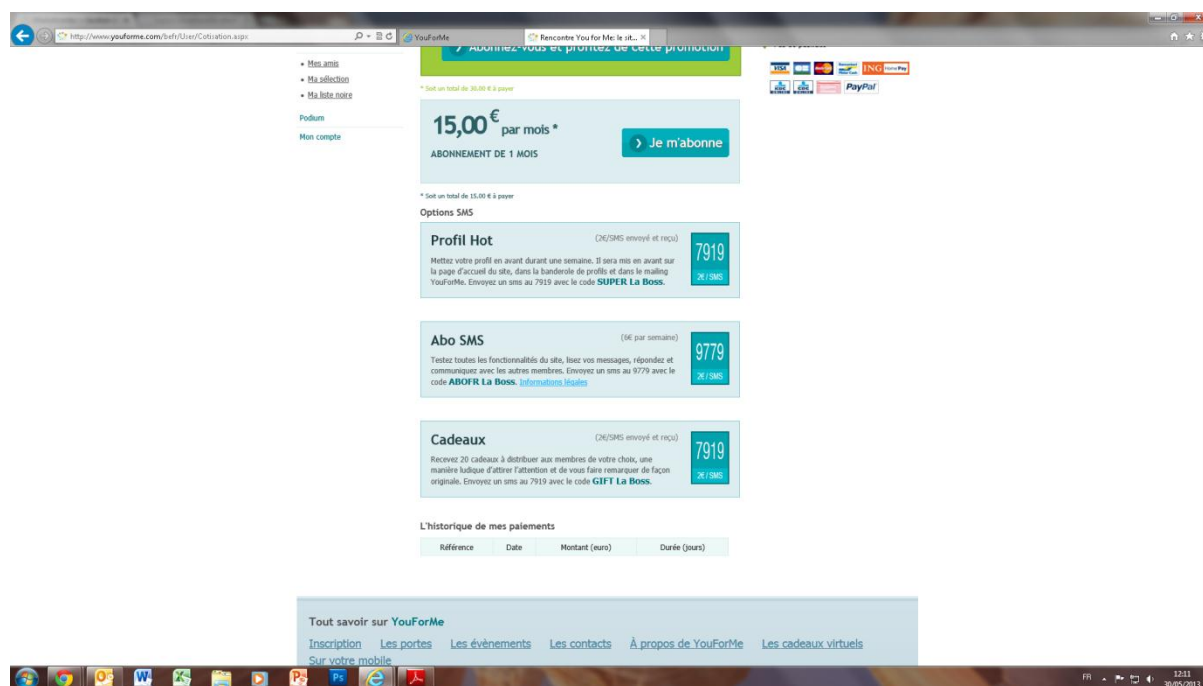 http://www.youforme.com/befr/User/Cotisation.aspx
YouForMe
Rencontre You for Me: le sit...
Abonnez-vous et profitez de cette promotion
Mes amis
Ma sélection
Ma liste noire
Podium
Mon compte
VISA
ING Home Pay
KBC
PayPal
* Soit un total de 30,00 € à payer
15,00 € par mois *
ABONNEMENT DE 1 MOIS
Je m'abonne
* Soit un total de 15,00 € à payer
Options SMS
Profil Hot
(2€/SMS envoyé et reçu)
Mettez votre profil en avant durant une semaine. Il sera mis en avant sur
la page d'accueil du site, dans la banderole de profils et dans le mailing
YouForMe. Envoyez un sms au 7919 avec le code SUPER La Boss.
7919
2€ / SMS
Abo SMS
(6€ par semaine)
Testez toutes les fonctionnalités du site, lisez vos messages, répondez et
communiquez avec les autres membres. Envoyez un sms au 9779 avec le
code ABOFR La Boss. Informations légales
9779
2€ / SMS
Cadeaux
(2€/SMS envoyé et reçu)
Recevez 20 cadeaux à distribuer aux membres de votre choix, une
manière ludique d'attirer l'attention et de vous faire remarquer de façon
originale. Envoyez un sms au 7919 avec le code GIFT La Boss.
7919
2€ / SMS
L'historique de mes paiements
Référence Date Montant (euro) Durée (jours)
Tout savoir sur YouForMe
Inscription Les portes Les évènements Les contacts À propos de YouForMe Les cadeaux virtuels
Sur votre mobile
FR
12:11
30/05/2013